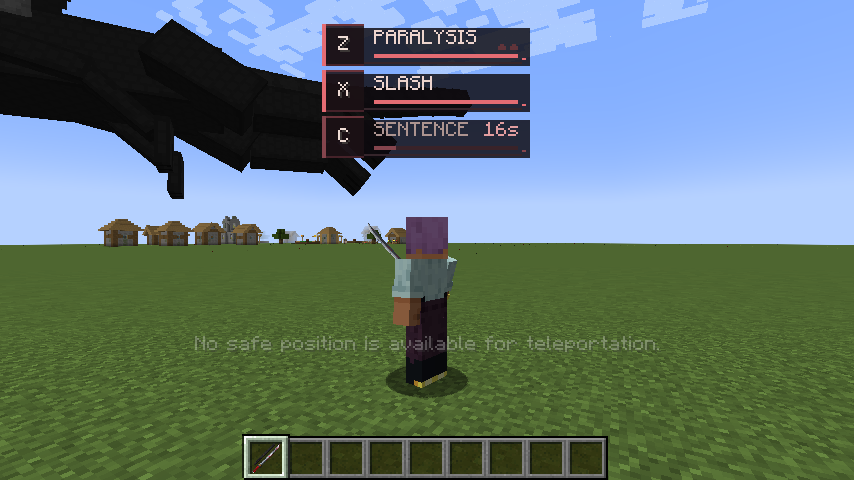 Z PARALYSIS
X SLASH
C SENTENCE 16s
No safe position is available for teleportation.